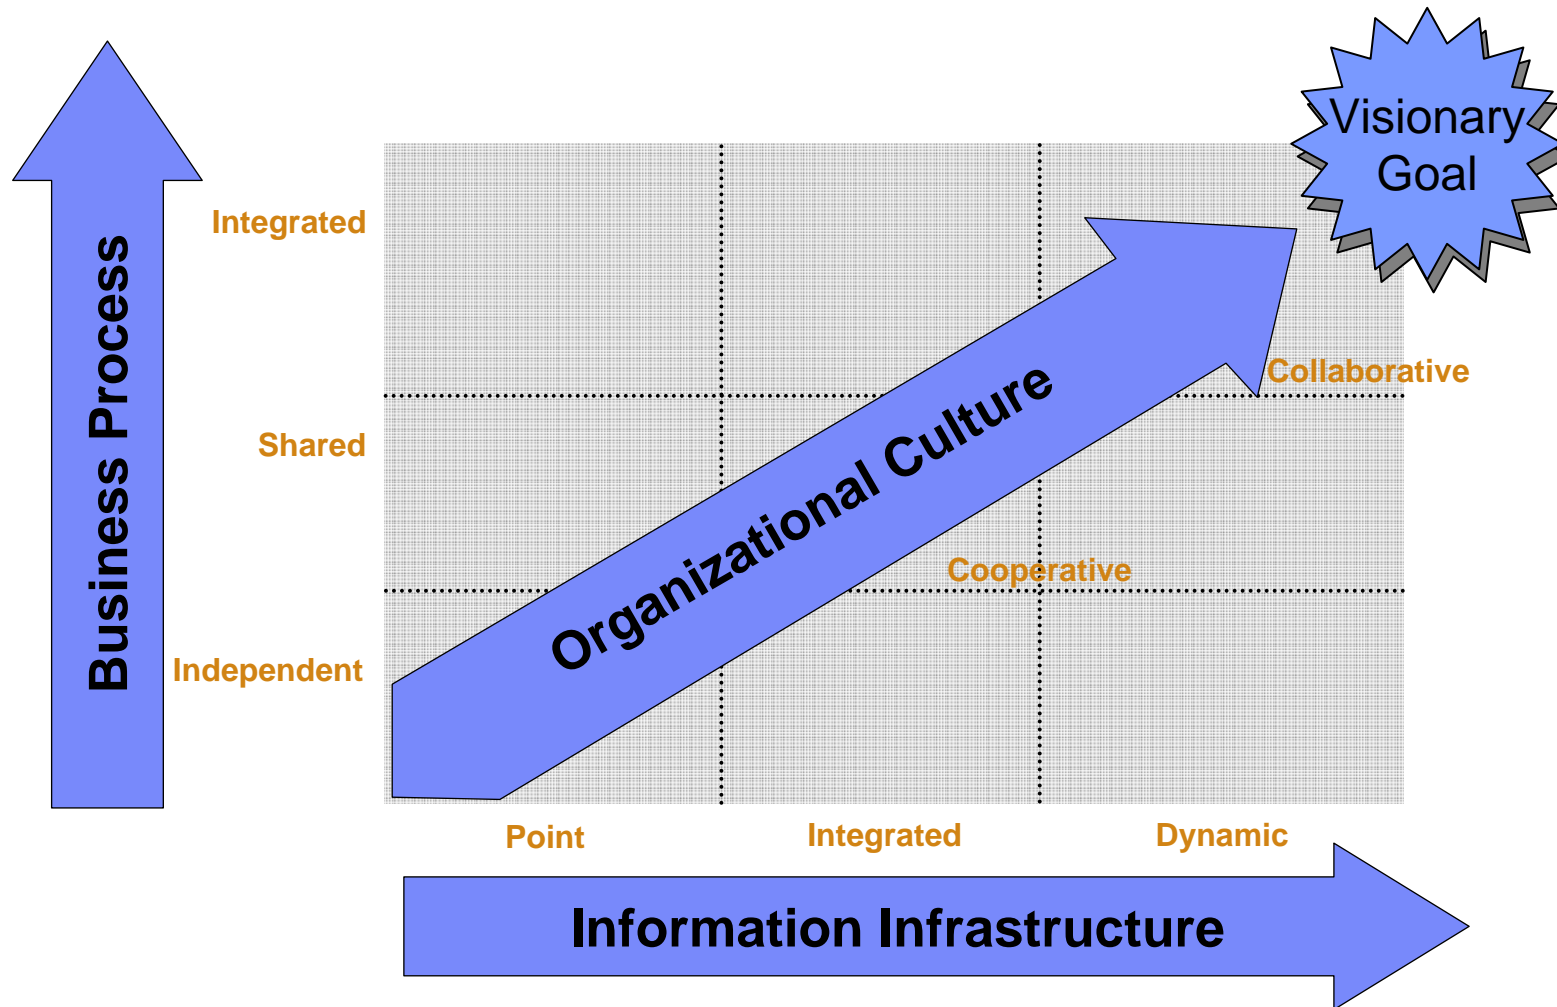 Visionary
Goal
Integrated
Business Process
Collaborative
Shared
Organizational Culture
Cooperative
Independent
Point
Integrated
Dynamic
Information Infrastructure